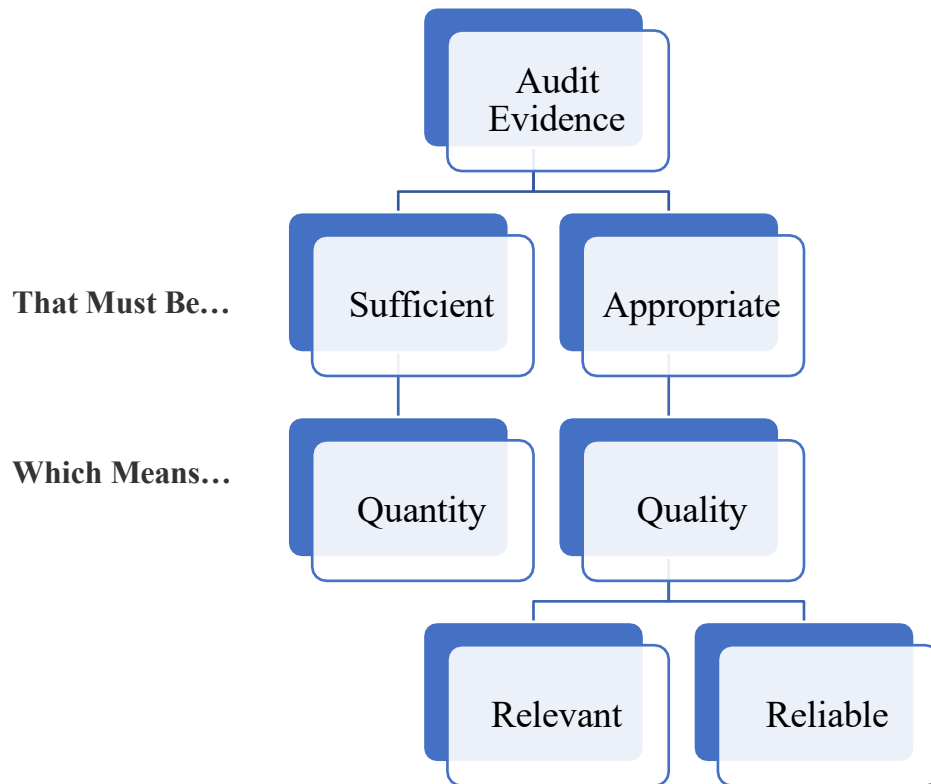 Audit
Evidence
That Must Be…
Sufficient
Appropriate
Which Means…
Quantity
Quality
Relevant
Reliable